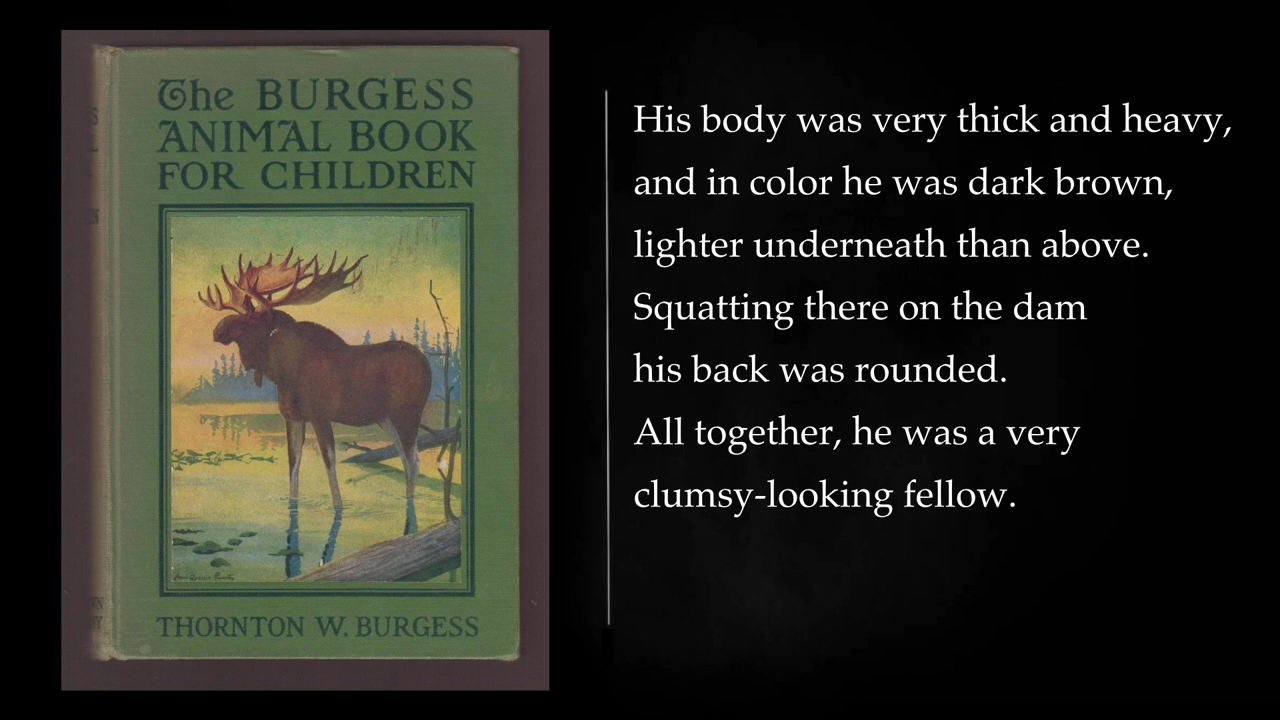 The BURGESS
ANIMAL BOOK
FOR CHILDREN
THORNTON W. BURGESS
His body was very thick and heavy,
and in color he was dark brown,
lighter underneath than above.
Squatting there on the dam
his back was rounded.
All together, he was a very
clumsy-looking fellow.